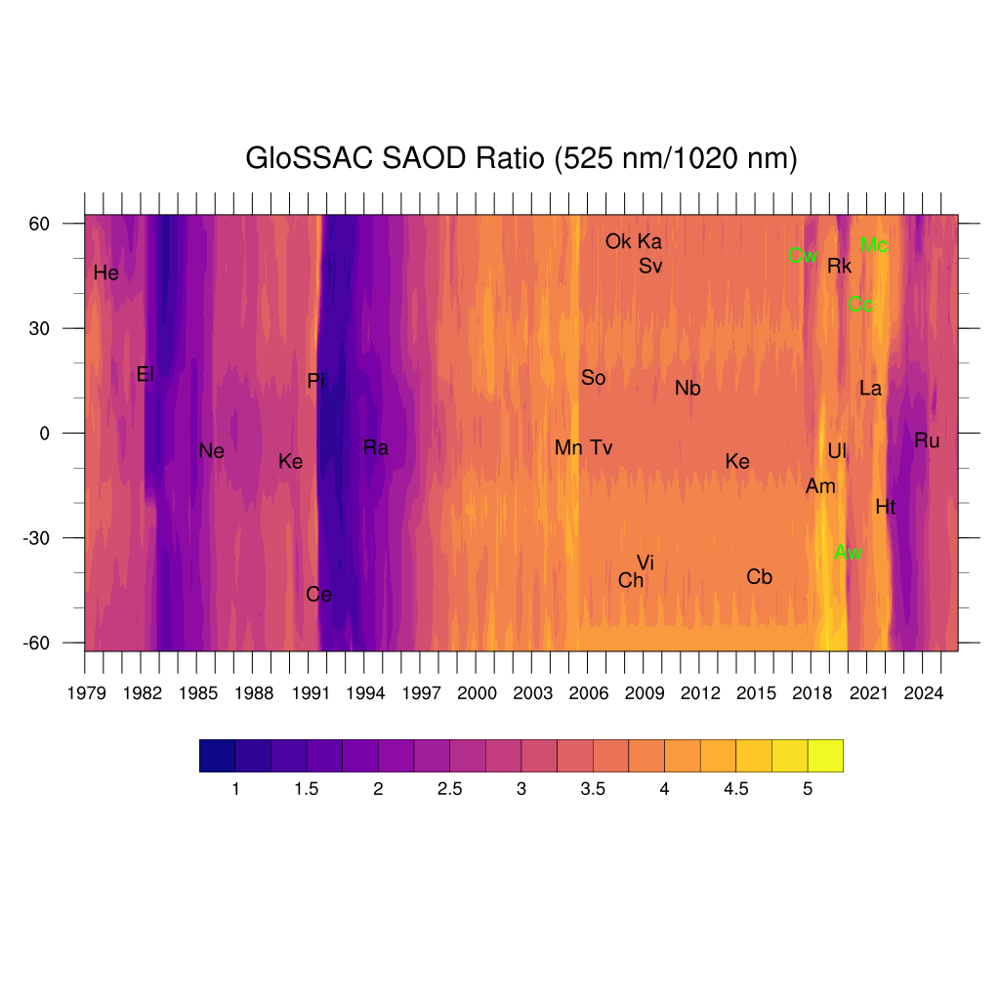 GloSSAC SAOD Ratio (525 nm/1020 nm)
60
30
0
-30
-60
Ok Ka
Mc
Cw
He
Sv
Rk
Cc
El
Pi
So
Nb
La
Ne
Ke
Ra
Mn Tv
Ke
Ul
Ru
Am
Ht
Aw
Vi
Ch
Cb
Ce
1979 1982 1985 1988 1991 1994 1997 2000 2003 2006 2009 2012 2015 2018 2021 2024
1 1.5 2 2.5 3 3.5 4 4.5 5